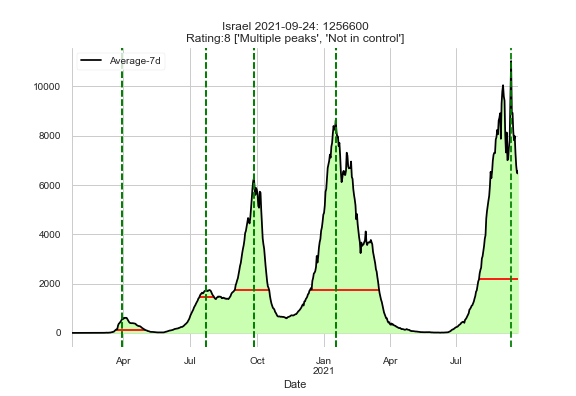 Israel 2021-09-24: 1256600
Rating:8 ['Multiple peaks', 'Not in control']
Average-7d
10000
8000
6000
4000
2000
0
Apr Jul Oct Jan Apr Jul
2021
Date